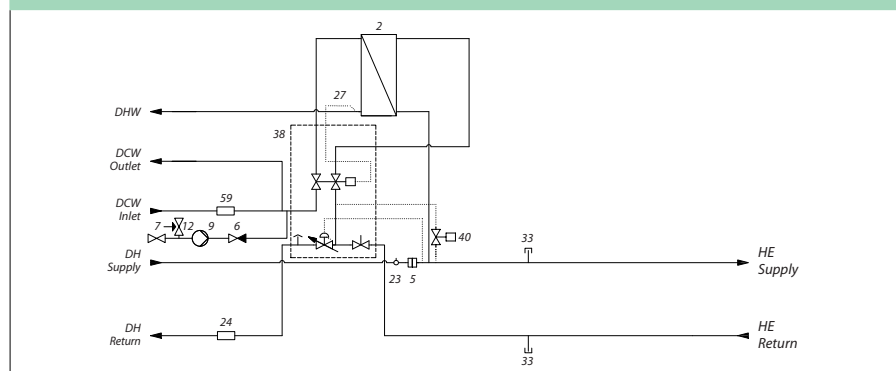 2
27
DHW
38
DCW
Outlet
59
DCW
Inlet
7
12
9
6
40
33
DH
Supply
23
5
HE
Supply
24
DH
Return
33
HE
Return